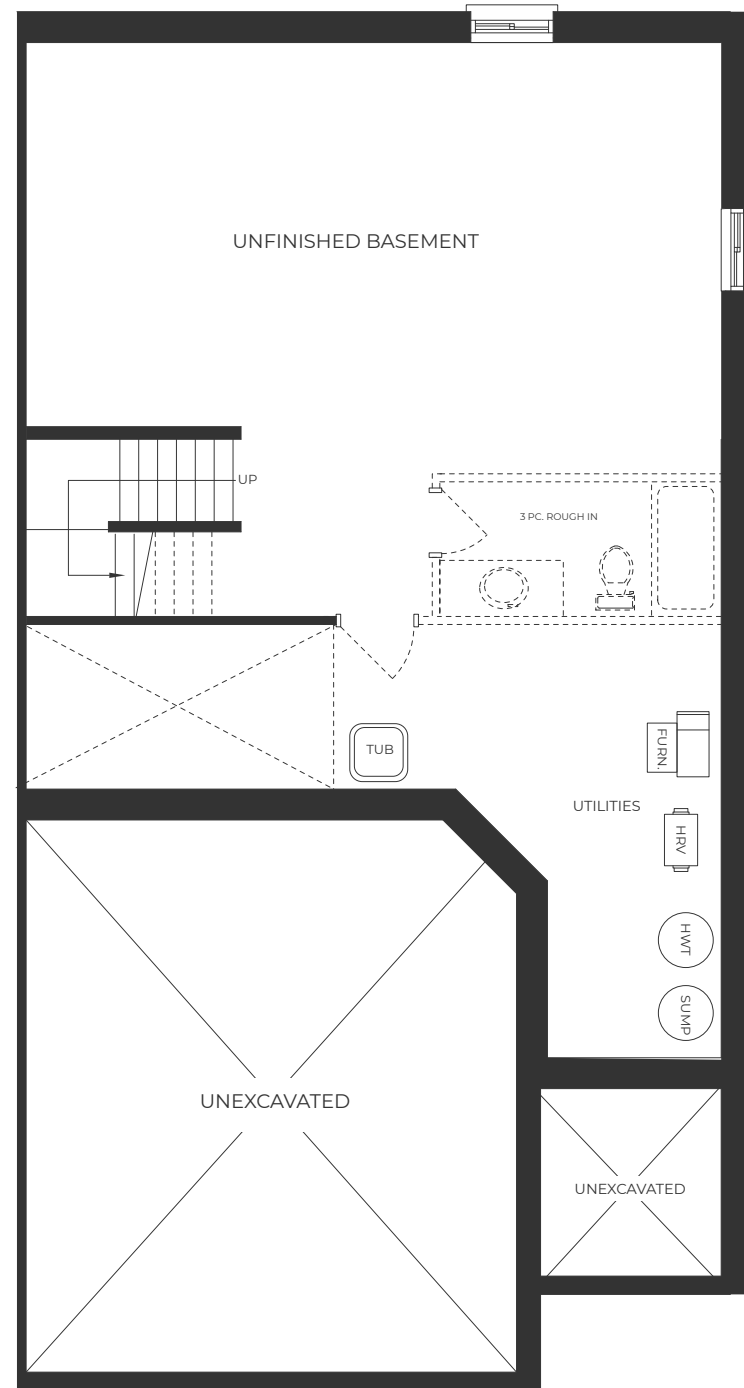 UNFINISHED BASEMENT
UP
3 PC. ROUGH IN
TUB
FURN.
UTILITIES
HRV
HWT
SUMP
UNEXCAVATED
UNEXCAVATED